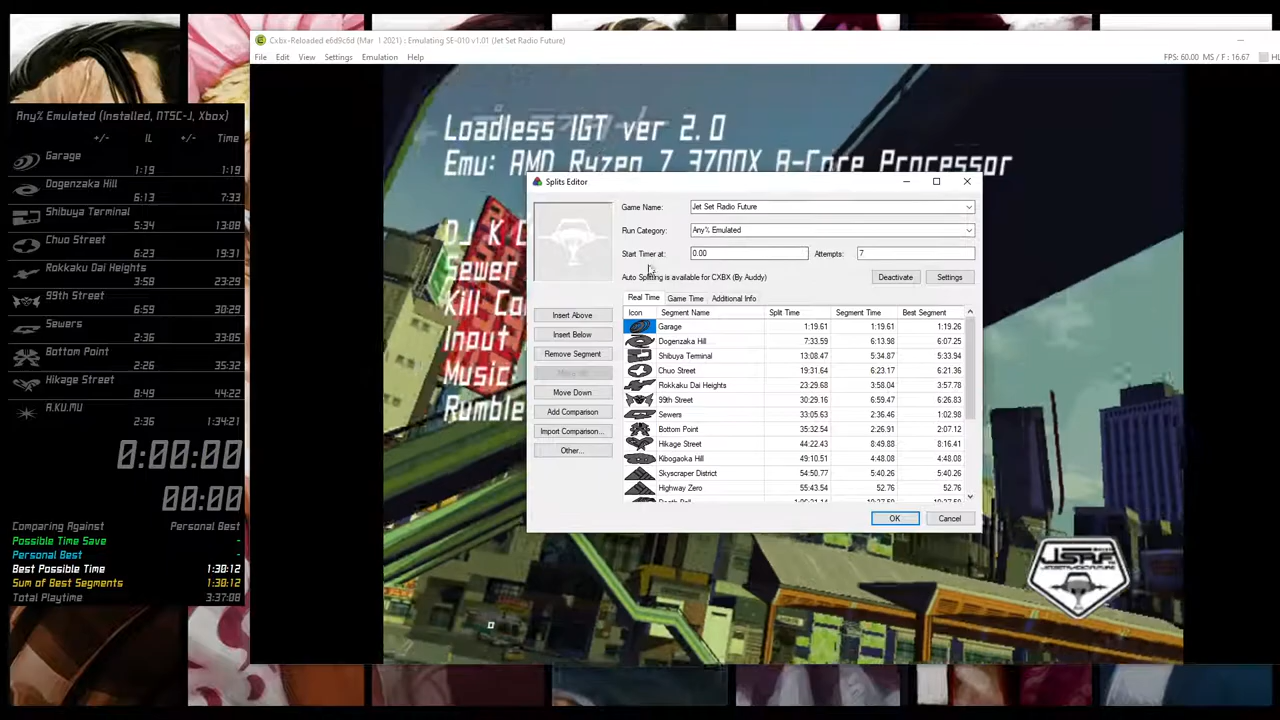 Cxbx-Reloaded e6d9c6d (Mar 1 2021) : Emulating SE-010 v1.01 (Jet Set Radio Future)
File Edit View Settings Emulation Help
FPS: 60.00 MS / F : 16.67
HL
Any% Emulated (Installed, NTSC-J, Xbox)
+/- IL +/- Time
Garage
1:19 1:19
Dogenzaka Hill
6:13 7:33
Shibuya Terminal
5:34 13:08
Chuo Street
6:23 19:31
Rokkaku Dai Heights
3:58 23:29
99th Street
6:59 30:29
Sewers
2:36 33:05
Bottom Point
2:26 35:32
Hikage Street
8:49 44:22
A.KU.MU
2:36 1:34:21
0:00:00
00:00
Comparing Against Personal Best
Possible Time Save -
Personal Best -
Best Possible Time 1:30:12
Sum of Best Segments 1:30:12
Total Playtime 3:37:08
Loadless IGT ver 2.0
Emu: AMD Ryzen 7 3700X 8-Core Processor
DJ K
Sewer
Kill Co
Input
Music:
Rumble
Splits Editor
Game Name: Jet Set Radio Future
Run Category: Any% Emulated
Start Timer at: 0.00 Attempts: 7
Auto Splitting is available for CXBX (By Auddy) Deactivate Settings
Real Time Game Time Additional Info
Insert Above
Insert Below
Remove Segment
Move Down
Add Comparison
Import Comparison...
Other...
Icon Segment Name Split Time Segment Time Best Segment
Garage 1:19.61 1:19.61 1:19.26
Dogenzaka Hill 7:33.59 6:13.98 6:07.25
Shibuya Terminal 13:08.47 5:34.87 5:33.94
Chuo Street 19:31.64 6:23.17 6:21.36
Rokkaku Dai Heights 23:29.68 3:58.04 3:57.78
99th Street 30:29.16 6:59.47 6:26.83
Sewers 33:05.63 2:36.46 1:02.98
Bottom Point 35:32.54 2:26.91 2:07.12
Hikage Street 44:22.43 8:49.88 8:16.41
Kibogaoka Hill 49:10.51 4:48.08 4:48.08
Skyscraper District 54:50.77 5:40.26 5:40.26
Highway Zero 55:43.54 52.76 52.76
OK Cancel
JSRF
JETSETRADIOFUTURE